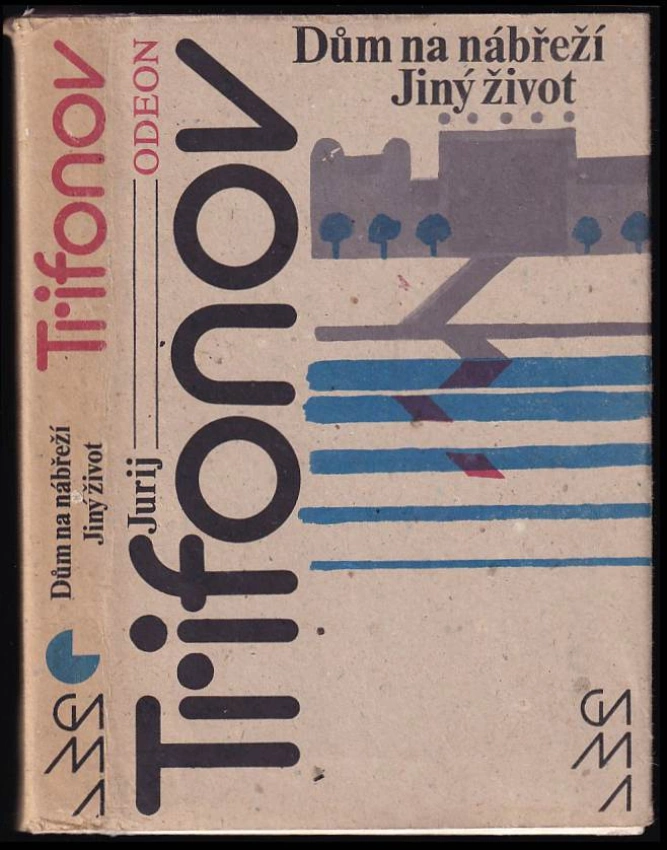 Dům na nábřeží
Jiný život
Jurij
ODEON
Trifonov
Trifonov
Dům na nábřeží
Jiný život